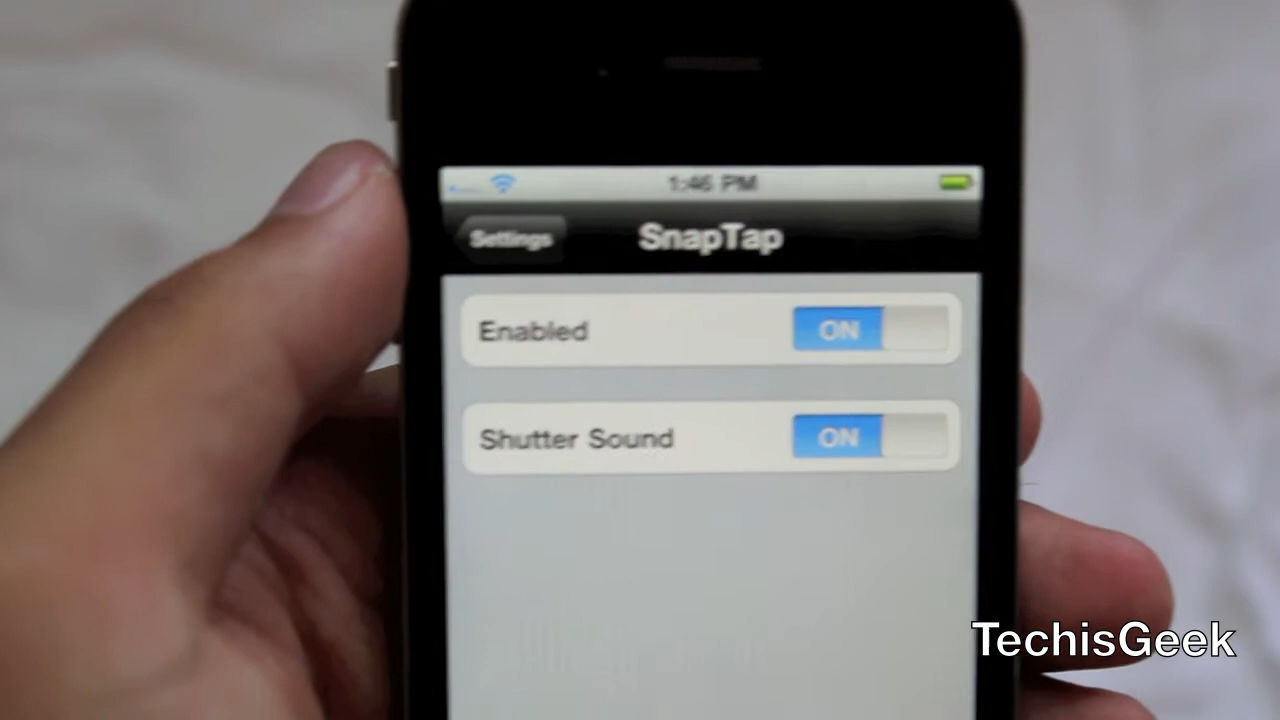 1:46 PM
Settings
SnapTap
Enabled
ON
Shutter Sound
ON
TechisGeek